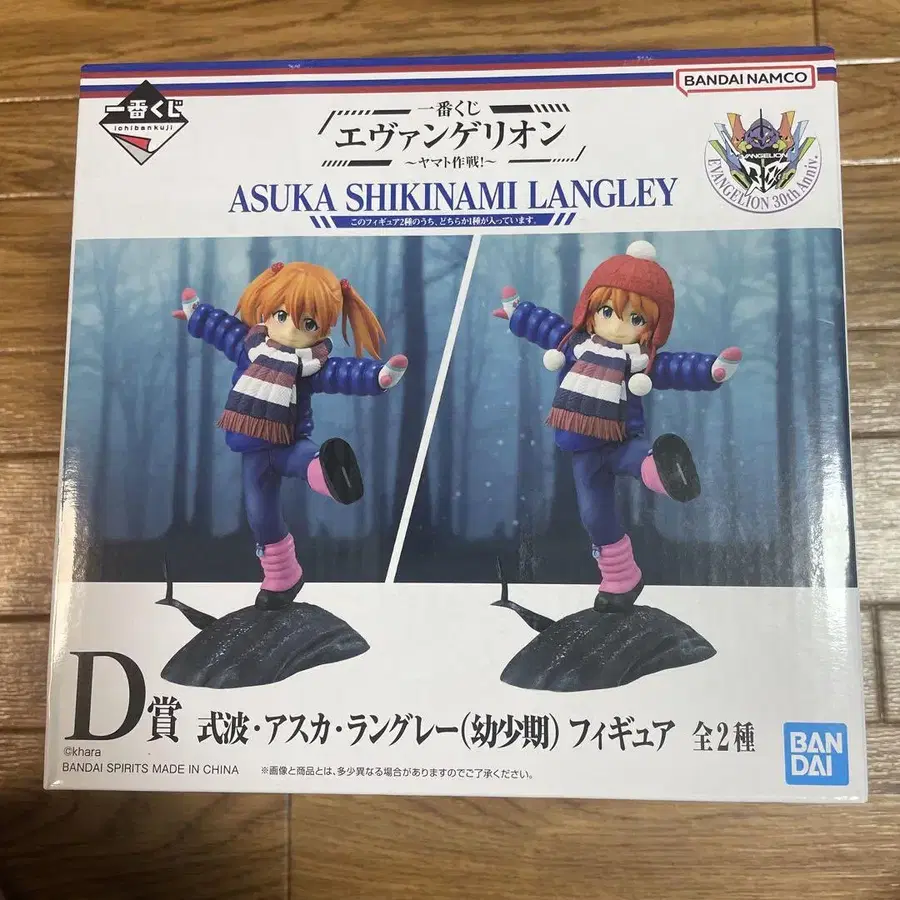 一番くじ
ichibankuji
一番くじ
エヴァンゲリオン
~ヤマト作戦!~
BANDAI NAMCO
EVANGELION
EVANGELION 30th Anniv.
ASUKA SHIKINAMI LANGLEY
このフィギュア2種のうち、どちらか1種が入っています。
D賞
式波・アスカ・ラングレー(幼少期) フィギュア 全2種
©khara
BANDAI SPIRITS MADE IN CHINA
※画像と商品とは、多少異なる場合がありますのでご了承ください。
BAN
DAI